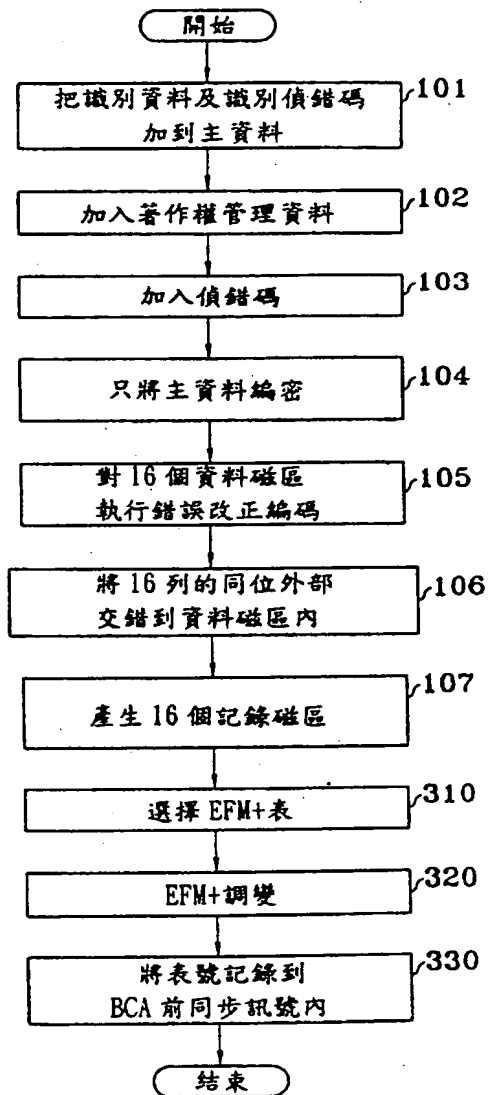 開始
把識別資料及識別偵錯碼
加到主資料
101
加入著作權管理資料
102
加入偵錯碼
103
只將主資料編密
104
對16個資料磁區
執行錯誤改正編碼
105
將16列的同位外部
交錯到資料磁區內
106
產生16個記錄磁區
107
選擇EFM+表
310
EFM+調變
320
將表號記錄到
BCA前同步訊號內
330
結束